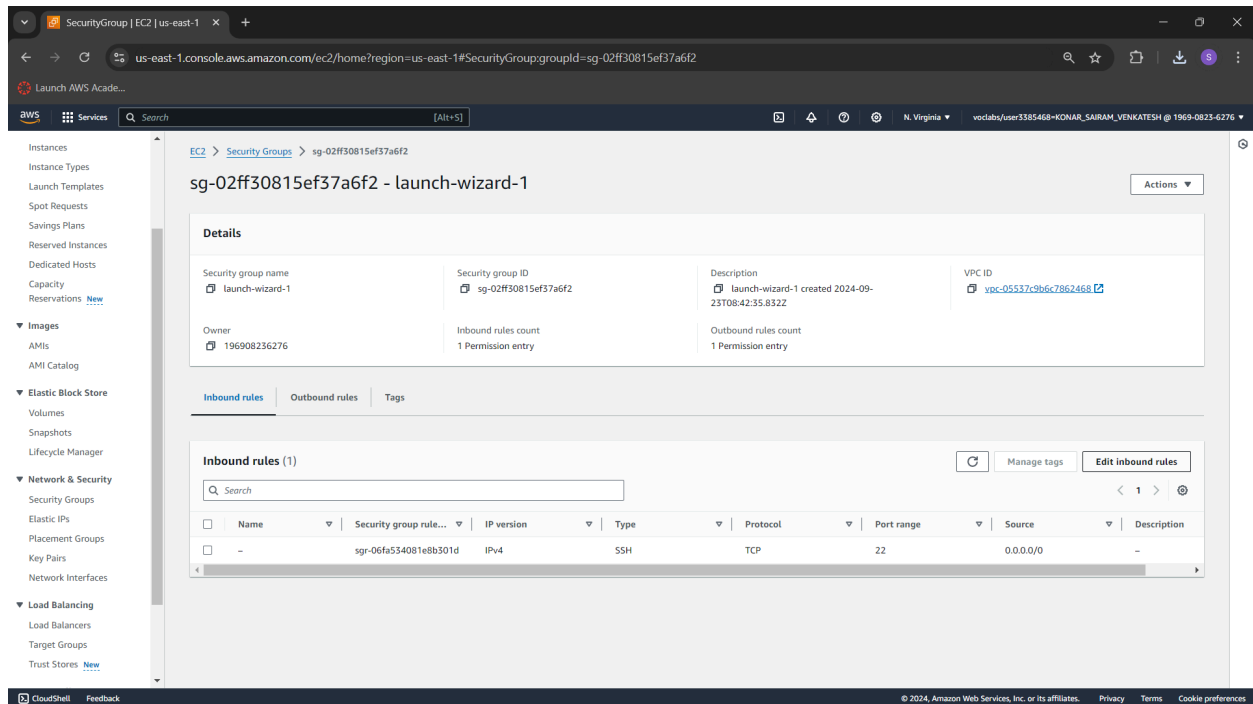 SecurityGroup | EC2 | us-east-1
us-east-1.console.aws.amazon.com/ec2/home?region=us-east-1#SecurityGroup:groupId=sg-02ff30815ef37a6f2
S
Launch AWS Acade...
aws Services Search [Alt+S] N. Virginia voclabs/user3385468=KONAR_SAIRAM_VENKATESH @ 1969-0823-6276
Instances
Instance Types
Launch Templates
Spot Requests
Savings Plans
Reserved Instances
Dedicated Hosts
Capacity
Reservations New
Images
AMIs
AMI Catalog
Elastic Block Store
Volumes
Snapshots
Lifecycle Manager
Network & Security
Security Groups
Elastic IPs
Placement Groups
Key Pairs
Network Interfaces
Load Balancing
Load Balancers
Target Groups
Trust Stores New
EC2 > Security Groups > sg-02ff30815ef37a6f2
sg-02ff30815ef37a6f2 - launch-wizard-1
Actions
Details
Security group name
launch-wizard-1
Security group ID
sg-02ff30815ef37a6f2
Description
launch-wizard-1 created 2024-09-
23T08:42:35.832Z
VPC ID
vpc-05537c9b6c7862468
Owner
196908236276
Inbound rules count
1 Permission entry
Outbound rules count
1 Permission entry
Inbound rules Outbound rules Tags
Inbound rules (1)
Manage tags Edit inbound rules
Search
1
Name Security group rule... IP version Type Protocol Port range Source Description
– sgr-06fa534081e8b301d IPv4 SSH TCP 22 0.0.0.0/0 –
CloudShell Feedback © 2024, Amazon Web Services, Inc. or its affiliates. Privacy Terms Cookie preferences